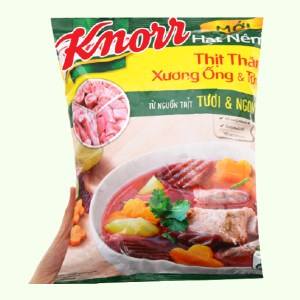 Knorr
MỚI
Hạt Nêm
Thịt Thăn
Xương Ống & Tủy
TỪ NGUỒN THỊT TƯƠI & NGON